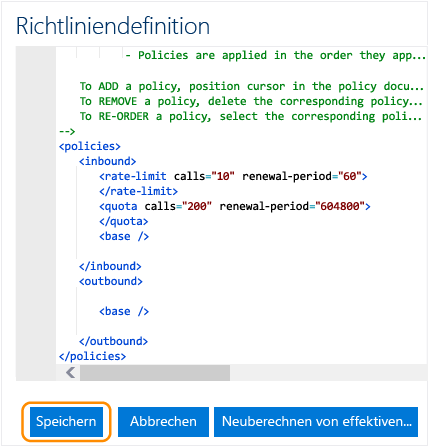 Richtliniendefinition
- Policies are applied in the order they app...
To ADD a policy, position cursor in the policy docu...
To REMOVE a policy, delete the corresponding policy...
To RE-ORDER a policy, select the corresponding poli...
-->
<policies>
<inbound>
<rate-limit calls="10" renewal-period="60">
</rate-limit>
<quota calls="200" renewal-period="604800">
</quota>
<base />
</inbound>
<outbound>
<base />
</outbound>
</policies>
Speichern Abbrechen Neuberechnen von effektiven...